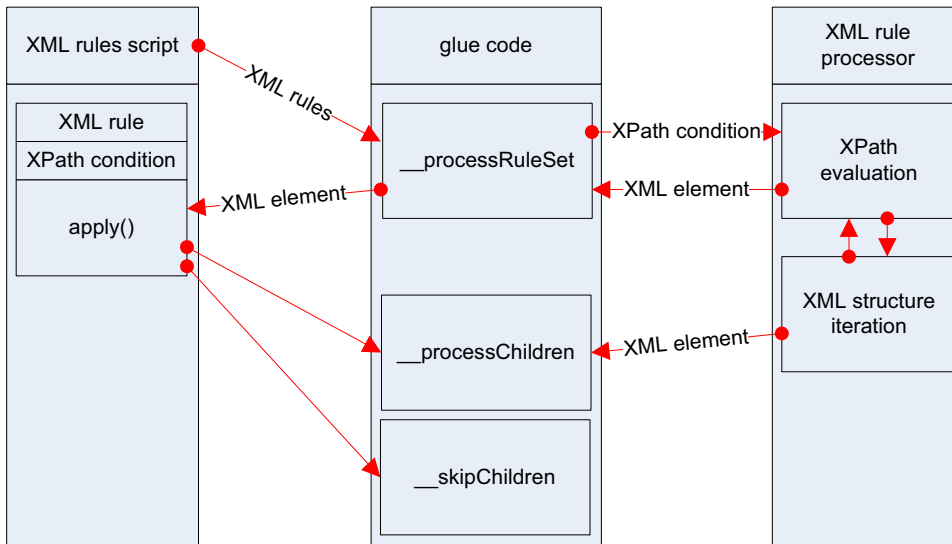 XML rules script
XML rule
XPath condition
apply()
XML rules
XML element
glue code
__processRuleSet
__processChildren
__skipChildren
XPath condition
XML element
XML element
XML rule
processor
XPath
evaluation
XML structure
iteration